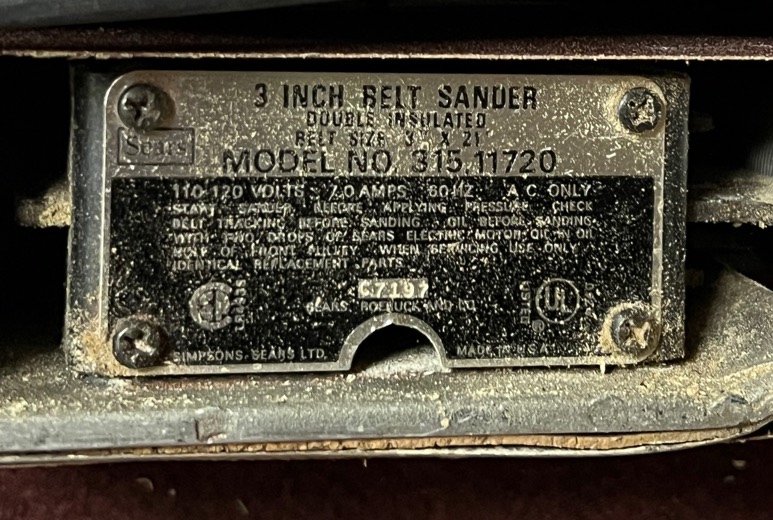 3 INCH BELT SANDER
DOUBLE INSULATED
BELT SIZE 3" X 21"
Sears
MODEL NO. 315.11720
110-120 VOLTS 7.0 AMPS 60 HZ A C ONLY
START SANDER BEFORE APPLYING PRESSURE CHECK
BELT TRACKING BEFORE SANDING OIL BEFORE SANDING
WITH TWO DROPS OF SEARS ELECTRIC MOTOR OIL IN OIL
HOLE OF FRONT PULLEY WHEN SERVICING USE ONLY
IDENTICAL REPLACEMENT PARTS
SEARS, ROEBUCK AND CO.
LISTED
UL
SIMPSONS-SEARS LTD.
MADE IN U.S.A.